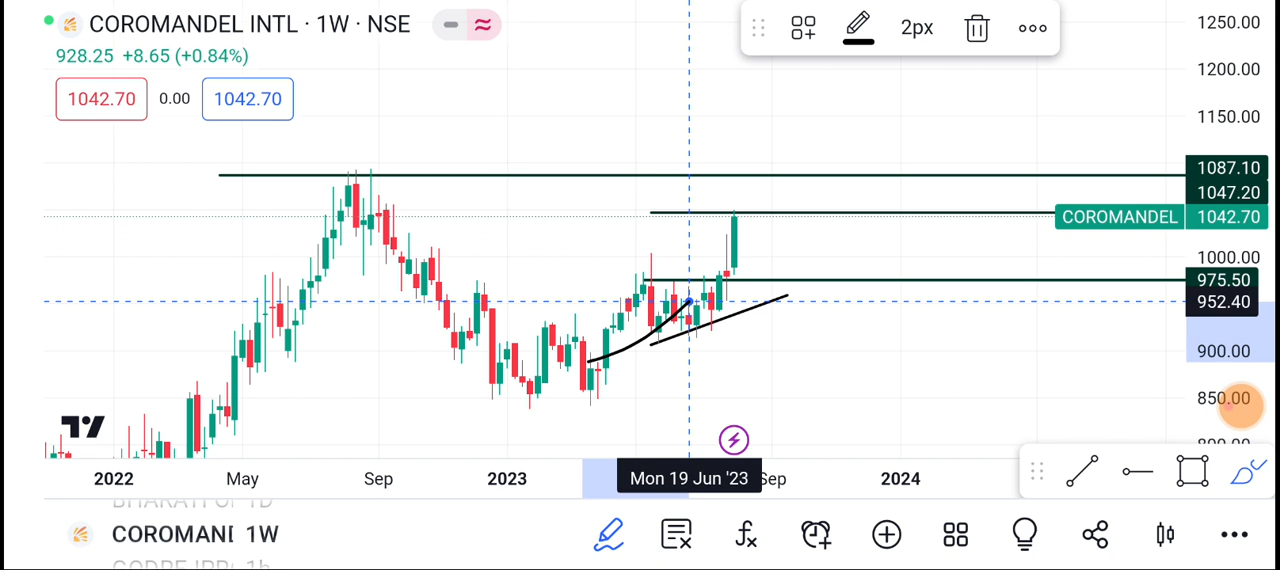 COROMANDEL INTL · 1W · NSE
928.25 +8.65 (+0.84%)
1042.70 0.00 1042.70
2px
1250.00
1200.00
1150.00
1087.10
1047.20
COROMANDEL 1042.70
1000.00
975.50
952.40
900.00
850.00
800.00
2022 May Sep 2023 Mon 19 Jun '23 Sep 2024
COROMANI 1W